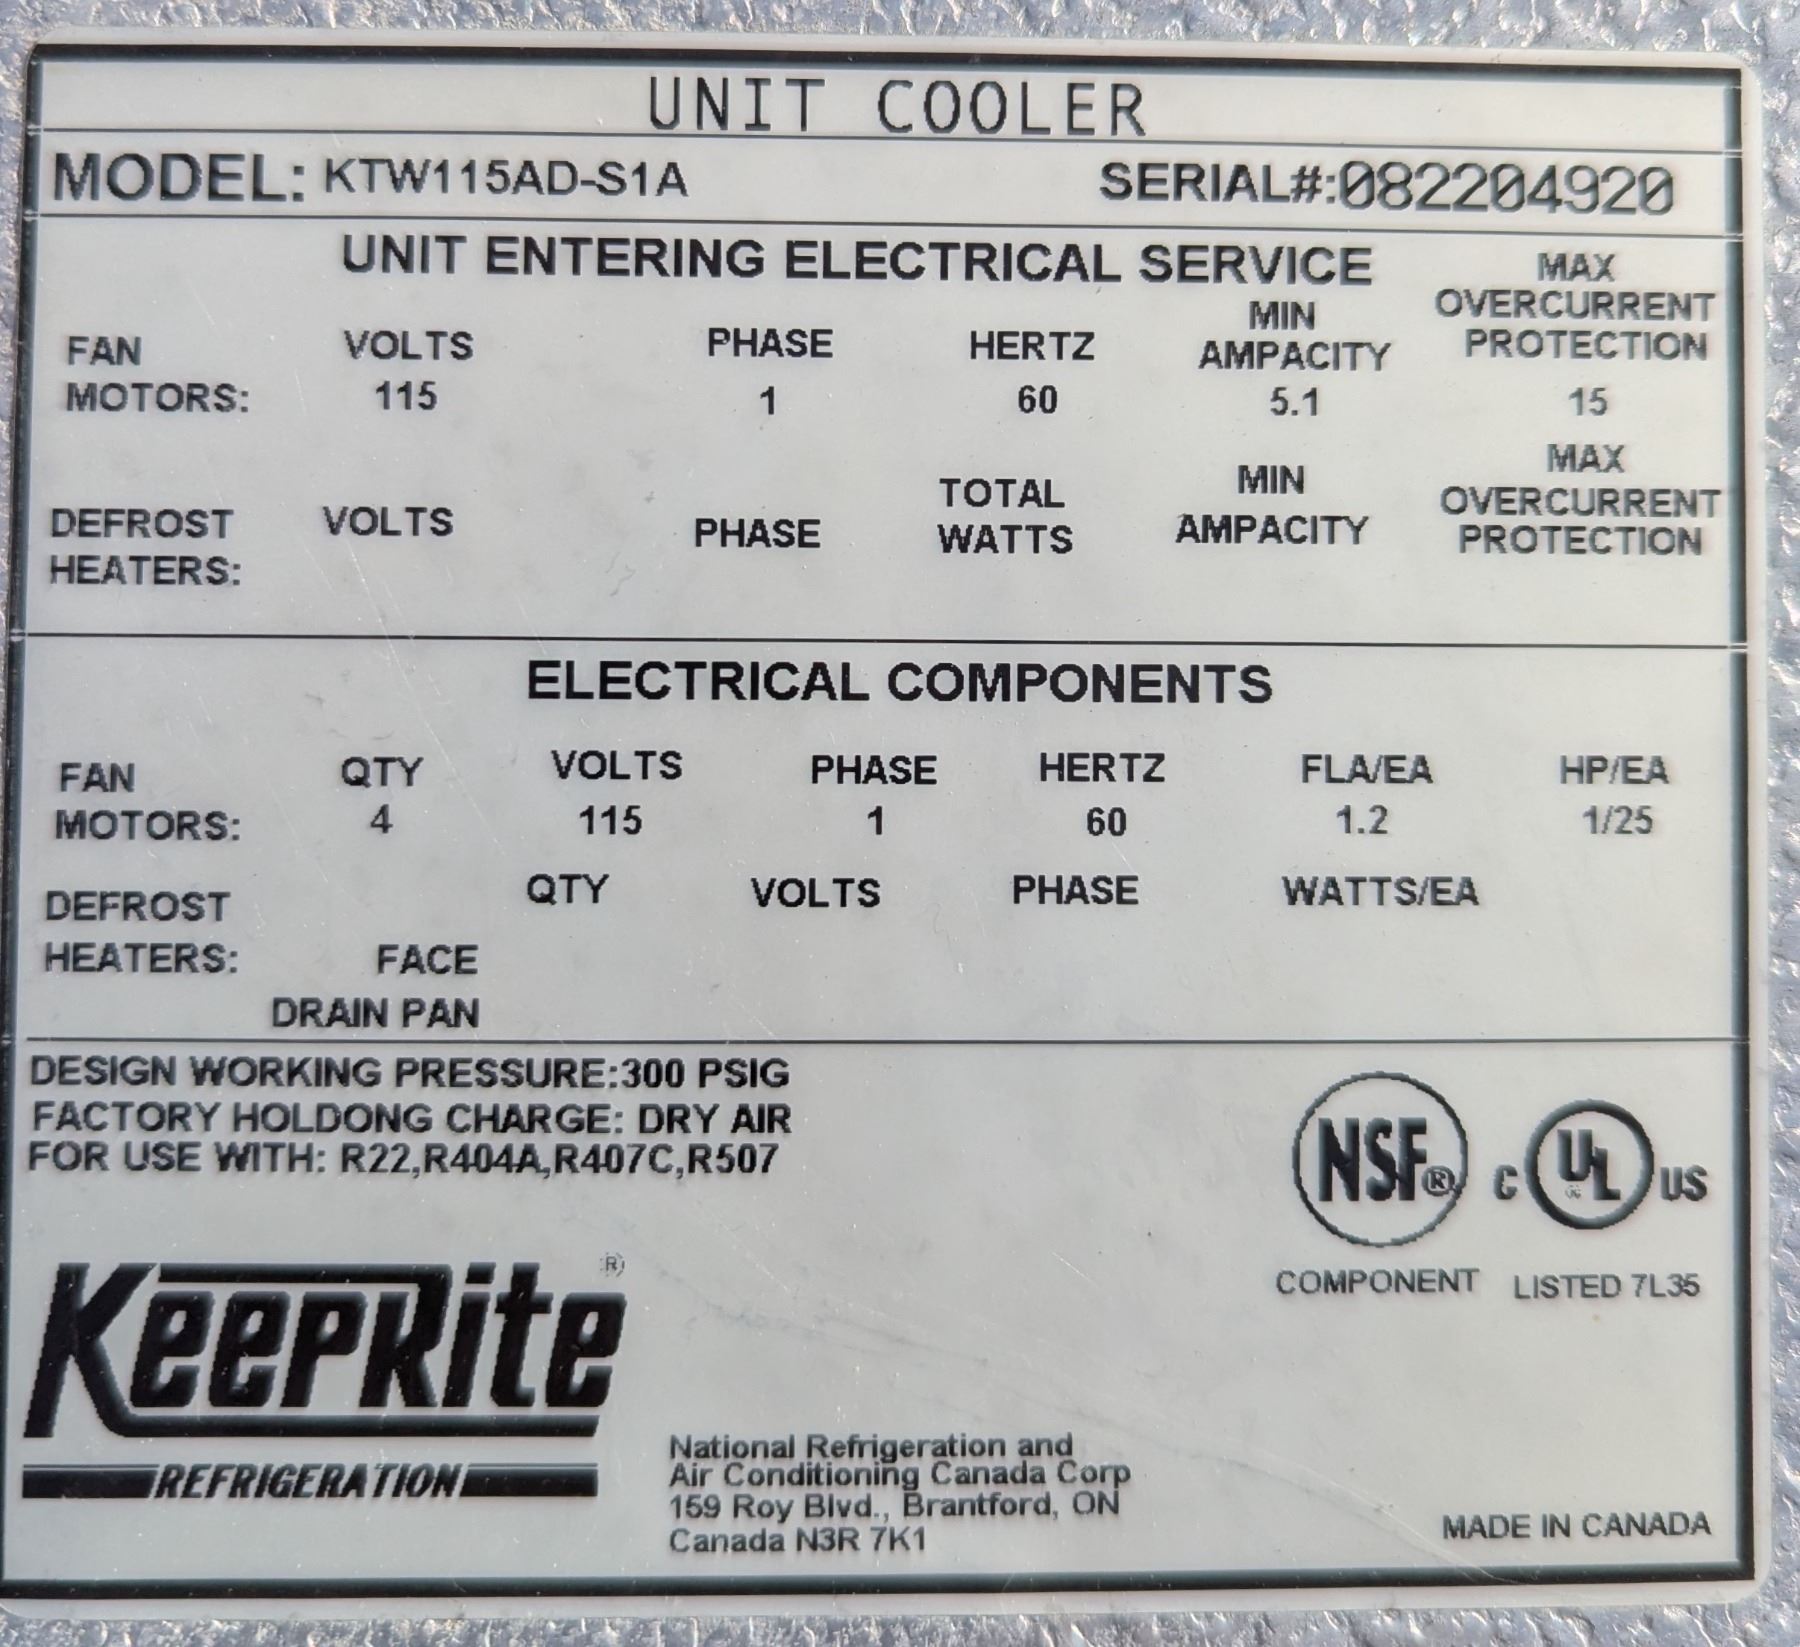 UNIT COOLER
MODEL: KTW115AD-S1A SERIAL#:082204920
UNIT ENTERING ELECTRICAL SERVICE
FAN MOTORS: VOLTS PHASE HERTZ MIN AMPACITY MAX OVERCURRENT PROTECTION
115 1 60 5.1 15
DEFROST HEATERS: VOLTS PHASE TOTAL WATTS MIN AMPACITY MAX OVERCURRENT PROTECTION
ELECTRICAL COMPONENTS
FAN QTY VOLTS PHASE HERTZ FLA/EA HP/EA
MOTORS: 4 115 1 60 1.2 1/25
DEFROST QTY VOLTS PHASE WATTS/EA
HEATERS: FACE
DRAIN PAN
DESIGN WORKING PRESSURE:300 PSIG
FACTORY HOLDONG CHARGE: DRY AIR
FOR USE WITH: R22,R404A,R407C,R507
NSF® C UL US
COMPONENT LISTED 7L35
KeepRite®
REFRIGERATION
National Refrigeration and
Air Conditioning Canada Corp
159 Roy Blvd., Brantford, ON
Canada N3R 7K1
MADE IN CANADA